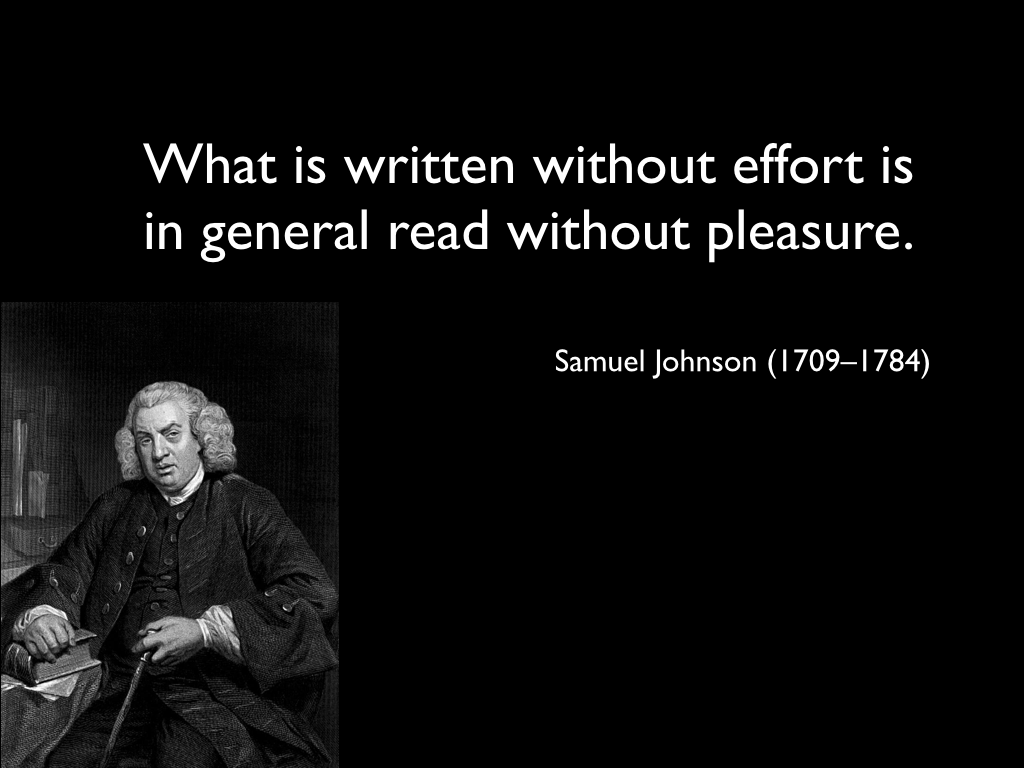 What is written without effort is
in general read without pleasure.
Samuel Johnson (1709–1784)